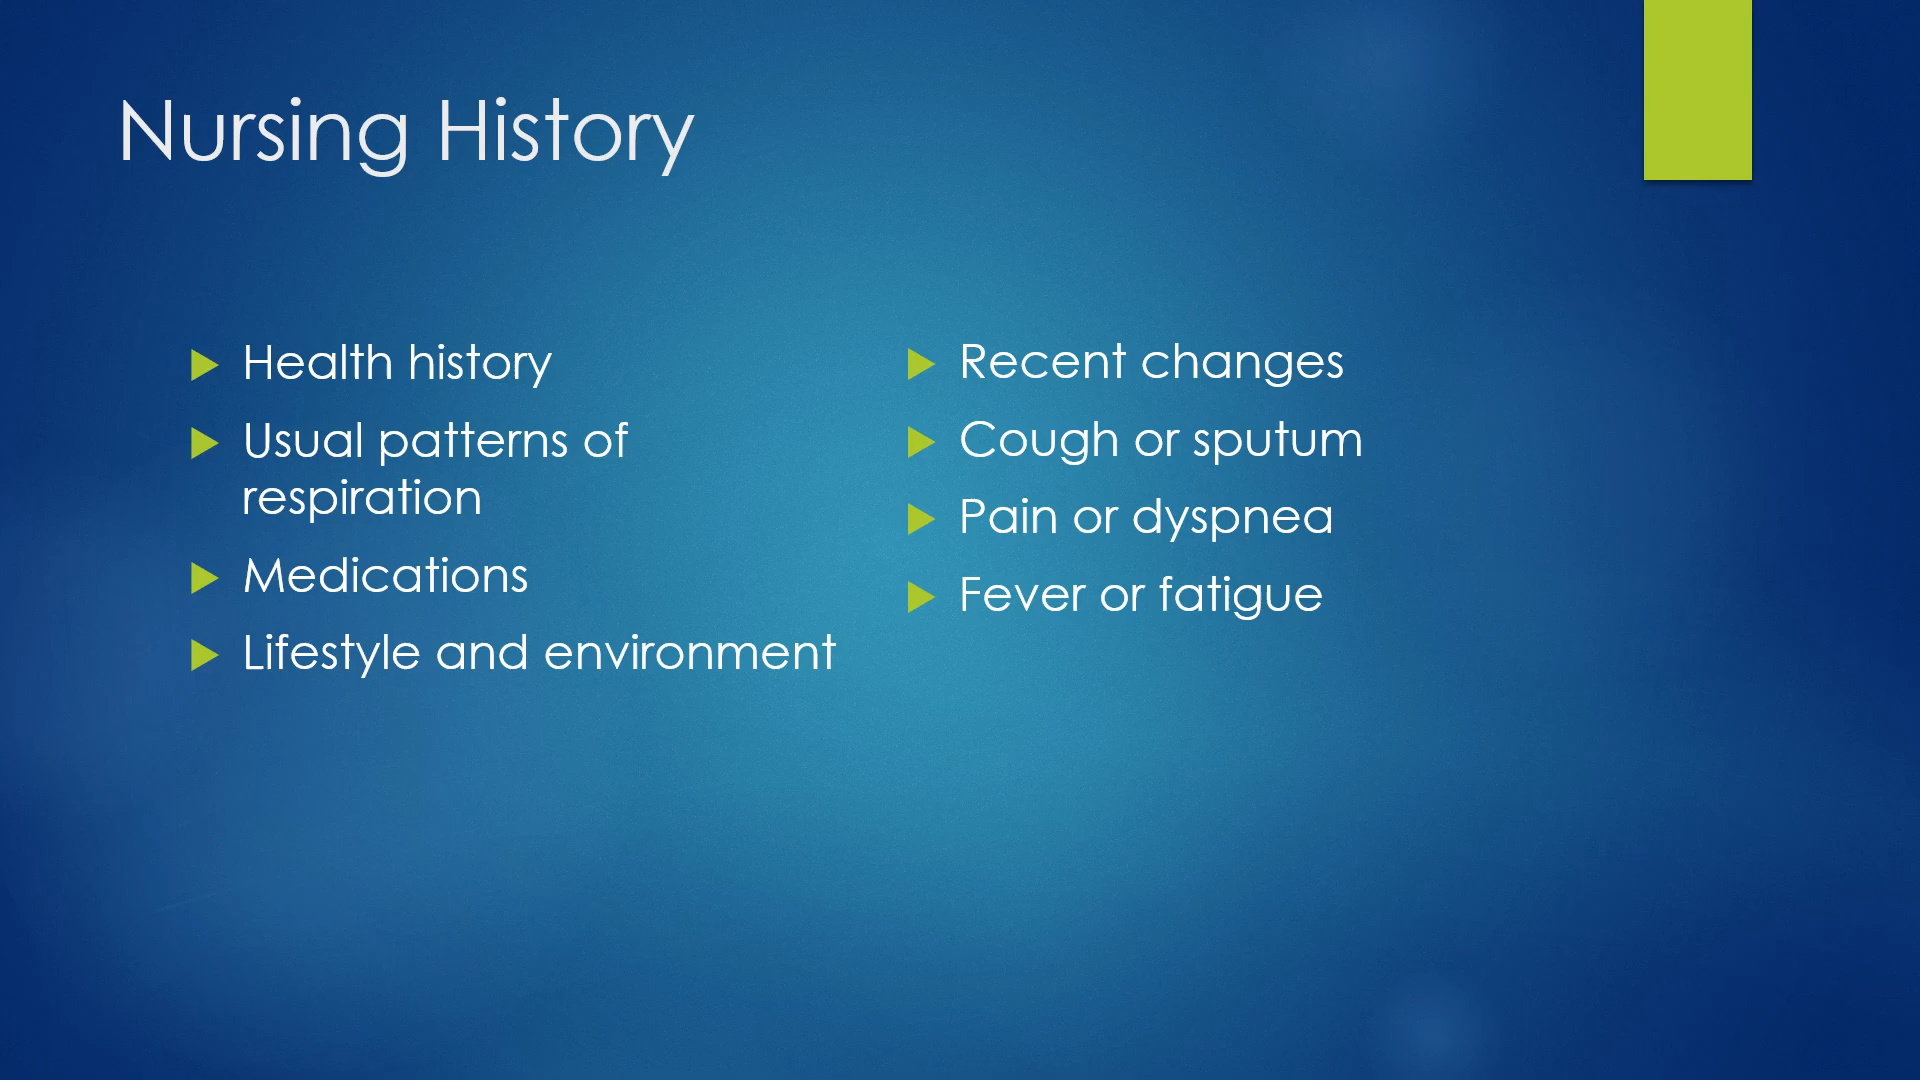 Nursing History
Health history
Usual patterns of
respiration
Medications
Lifestyle and environment
Recent changes
Cough or sputum
Pain or dyspnea
Fever or fatigue